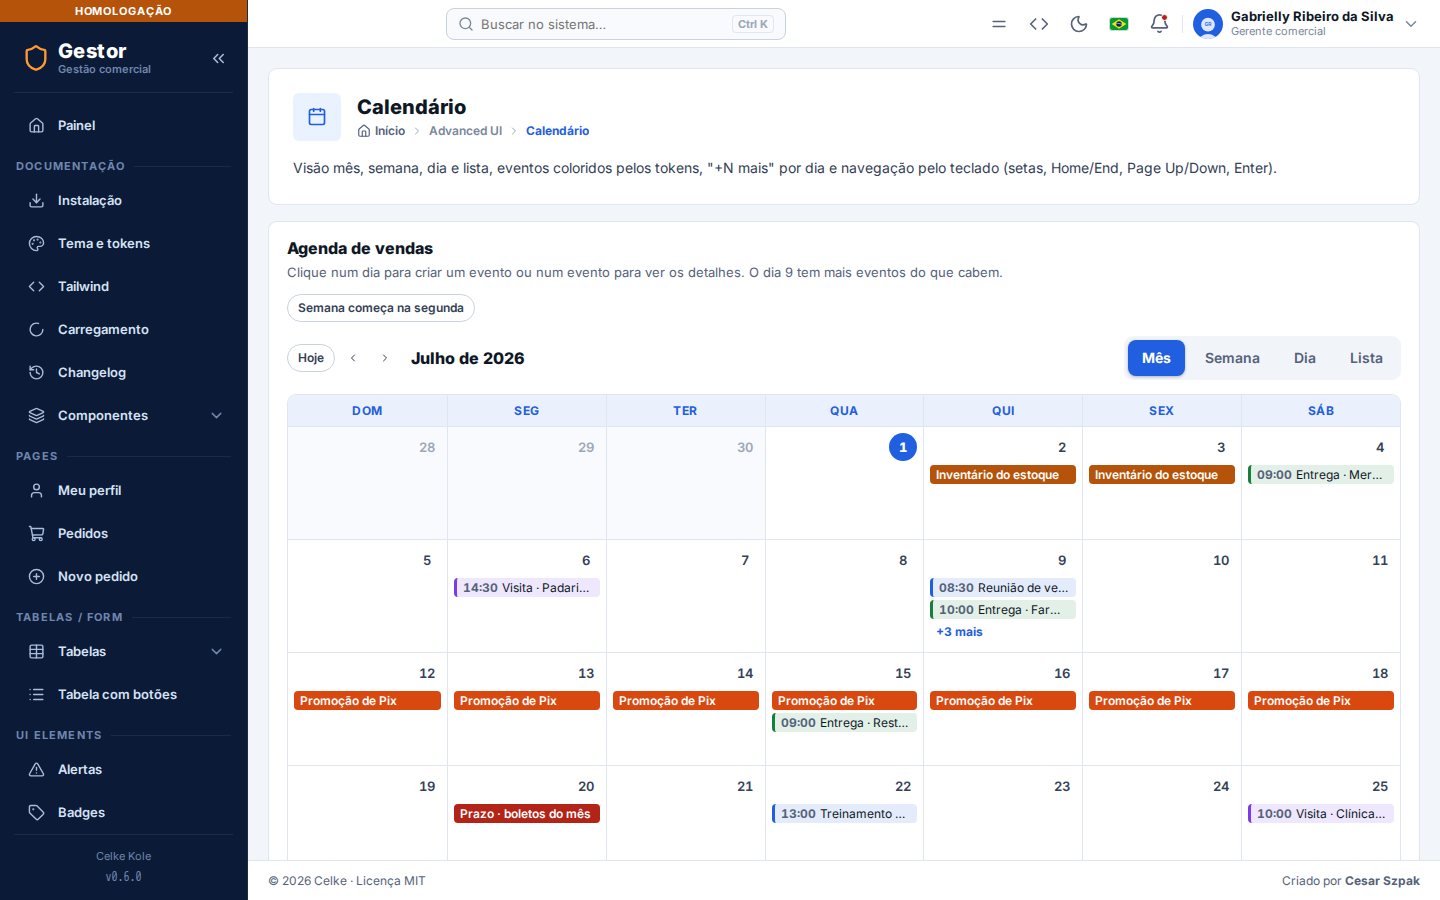 HOMOLOGAÇÃO
Gestor
Gestão comercial
Painel
DOCUMENTAÇÃO
Instalação
Tema e tokens
Tailwind
Carregamento
Changelog
Componentes
PAGES
Meu perfil
Pedidos
Novo pedido
TABELAS / FORM
Tabelas
Tabela com botões
UI ELEMENTS
Alertas
Badges
Celke Kole
v0.6.0
Buscar no sistema...
Ctrl K
GR
Gabrielly Ribeiro da Silva
Gerente comercial
Calendário
Início
Advanced UI
Calendário
Visão mês, semana, dia e lista, eventos coloridos pelos tokens, "+N mais" por dia e navegação pelo teclado (setas, Home/End, Page Up/Down, Enter).
Agenda de vendas
Clique num dia para criar um evento ou num evento para ver os detalhes. O dia 9 tem mais eventos do que cabem.
Semana começa na segunda
Hoje
Julho de 2026
Mês Semana Dia Lista
DOM SEG TER QUA QUI SEX SÁB
28 29 30 1 2 3 4
Inventário do estoque Inventário do estoque 09:00 Entrega · Mer...
5 6 7 8 9 10 11
14:30 Visita · Padari... 08:30 Reunião de ve...
10:00 Entrega · Far...
+3 mais
12 13 14 15 16 17 18
Promoção de Pix Promoção de Pix Promoção de Pix Promoção de Pix Promoção de Pix Promoção de Pix Promoção de Pix
09:00 Entrega · Rest...
19 20 21 22 23 24 25
Prazo · boletos do mês 13:00 Treinamento ... 10:00 Visita · Clínica...
© 2026 Celke · Licença MIT
Criado por Cesar Szpak